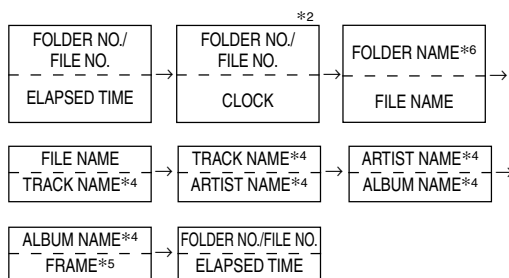 *2
FOLDER NO./
FILE NO.
ELAPSED TIME
FOLDER NO./
FILE NO.
CLOCK
FOLDER NAME*6
FILE NAME
FILE NAME
TRACK NAME*4
TRACK NAME*4
ARTIST NAME*4
ARTIST NAME*4
ALBUM NAME*4
ALBUM NAME*4
FRAME*5
FOLDER NO./FILE NO.
ELAPSED TIME